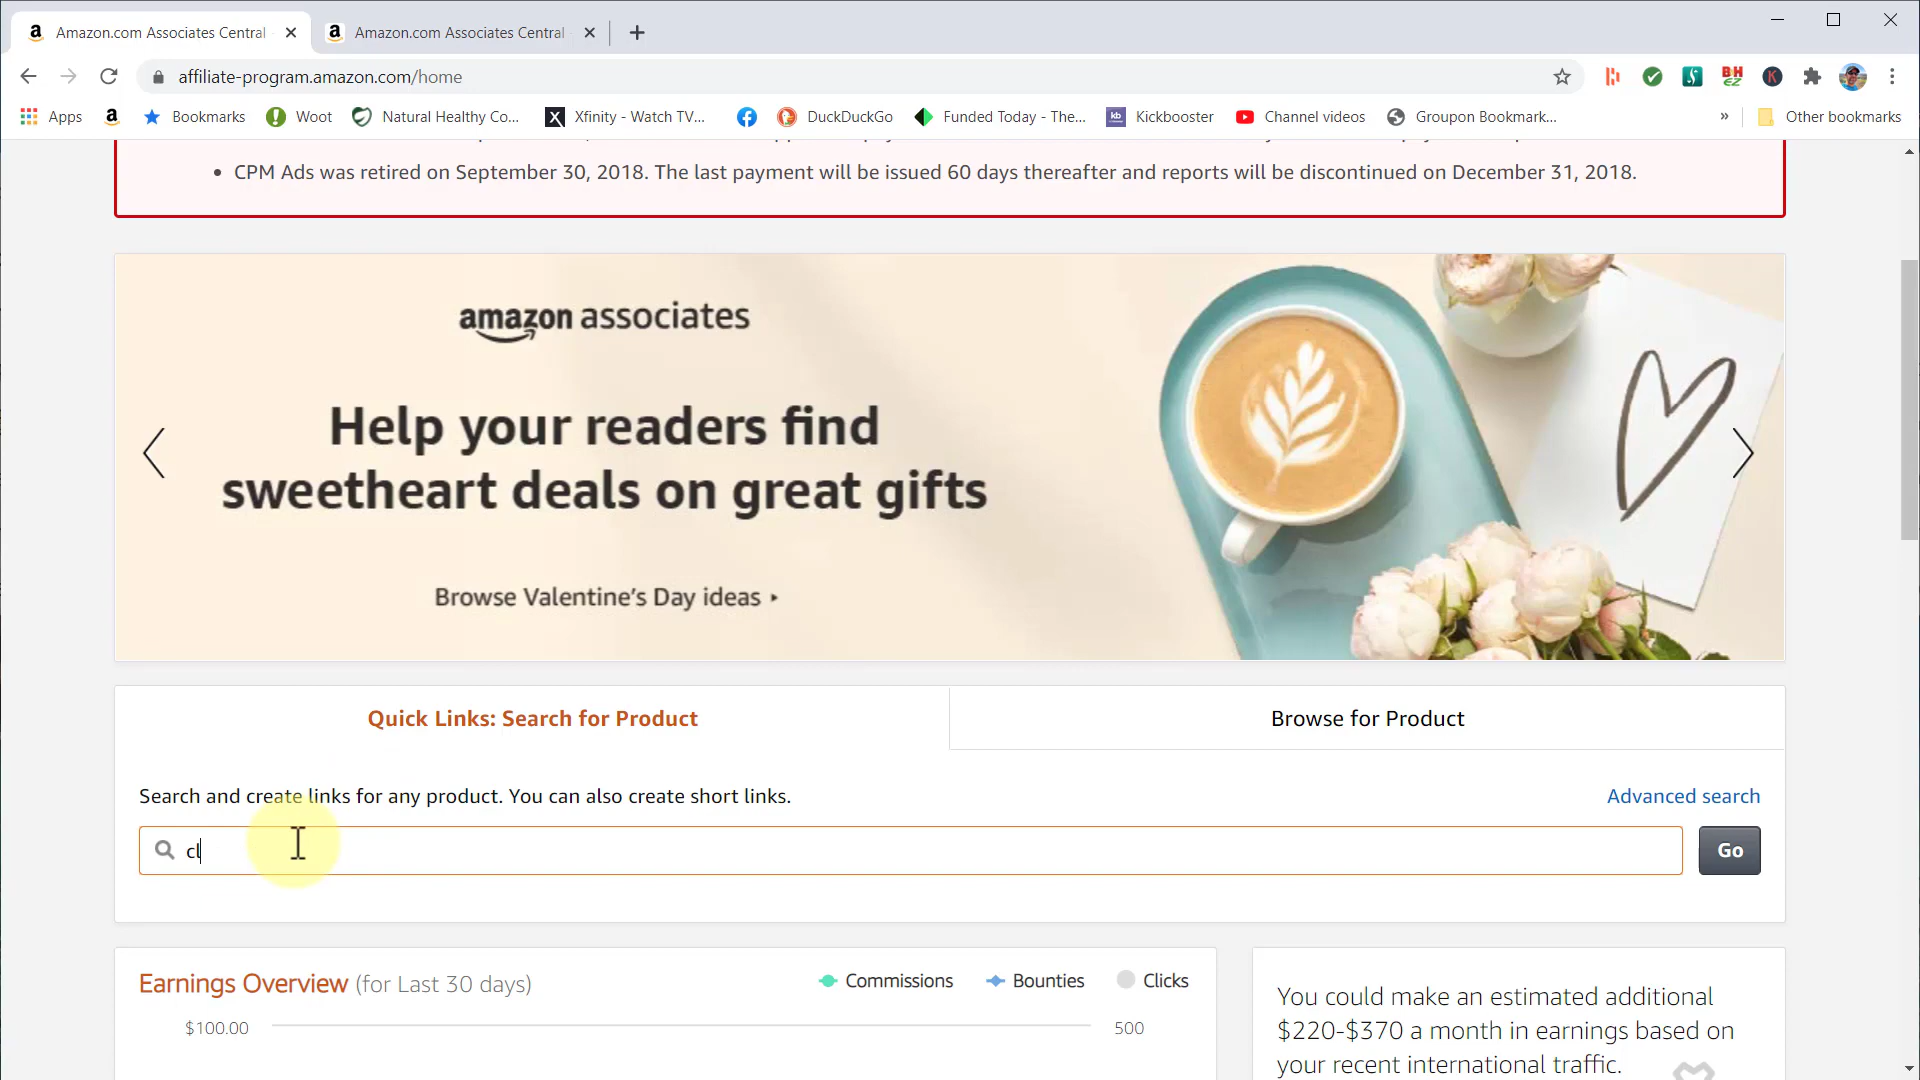 Amazon.com Associates Central
Amazon.com Associates Central
affiliate-program.amazon.com/home
Apps
Bookmarks
Woot
Natural Healthy Co...
Xfinity - Watch TV...
DuckDuckGo
Funded Today - The...
kb
Kickbooster
Channel videos
Groupon Bookmark...
»
Other bookmarks
• CPM Ads was retired on September 30, 2018. The last payment will be issued 60 days thereafter and reports will be discontinued on December 31, 2018.
amazon associates
Help your readers find
sweetheart deals on great gifts
Browse Valentine's Day ideas
Quick Links: Search for Product
Browse for Product
Search and create links for any product. You can also create short links.
Advanced search
cl
Go
Earnings Overview (for Last 30 days)
Commissions
Bounties
Clicks
$100.00
500
You could make an estimated additional
$220-$370 a month in earnings based on
your recent international traffic.